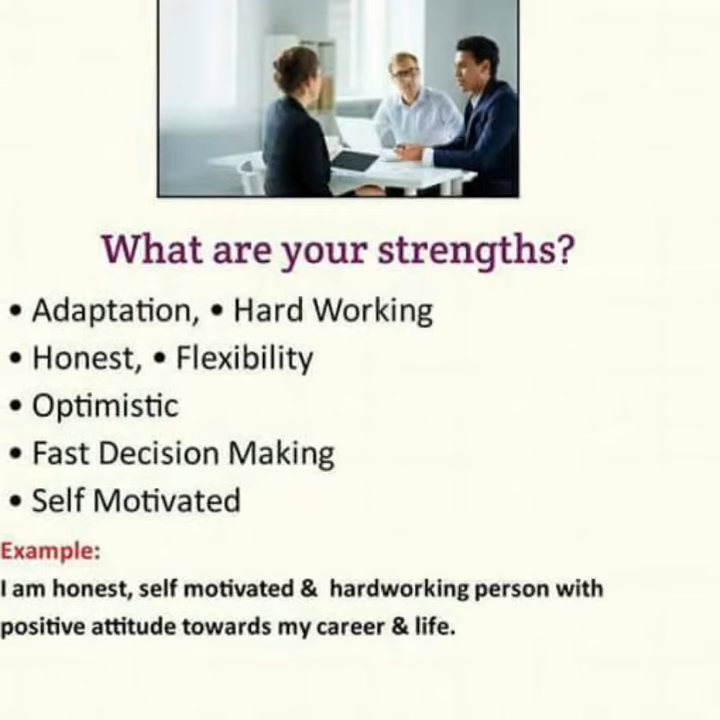 What are your strengths?
• Adaptation, • Hard Working
• Honest, • Flexibility
• Optimistic
• Fast Decision Making
• Self Motivated
Example:
I am honest, self motivated & hardworking person with
positive attitude towards my career & life.